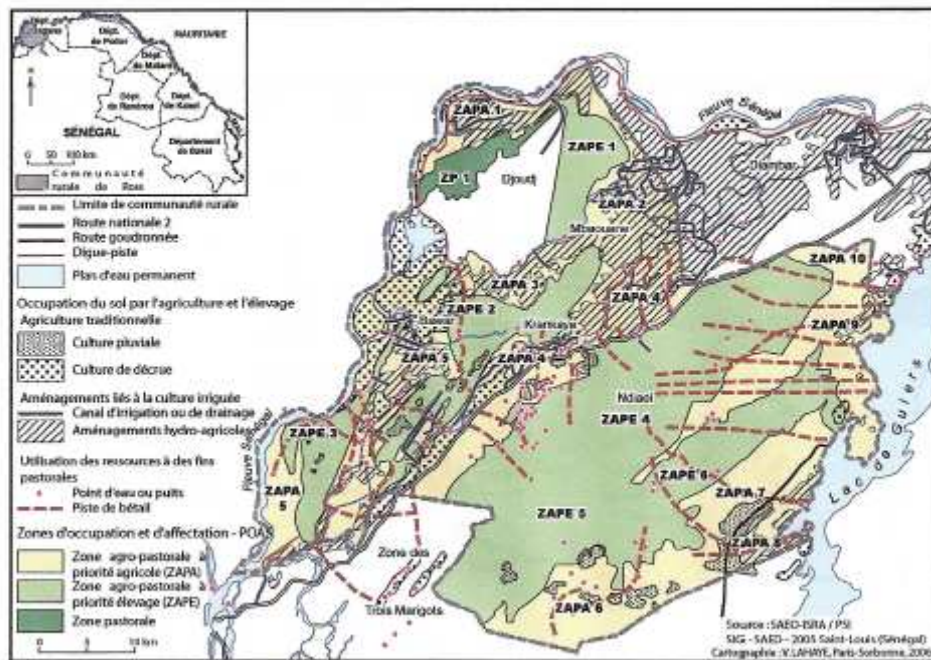 Dépt. de Podor
MAURITANIE
Dépt. de Matam
Dépt. de Ranérou
Dépt. de Kanel
SÉNÉGAL
Département de Bakel
0 50 100 km
Communauté
rurale de Ross
Limite de communauté rurale
Route nationale 2
Route goudronnée
Digue-piste
Plan d'eau permanent
Occupation du sol par l'agriculture et l'élevage
Agriculture traditionnelle
Culture pluviale
Culture de décrue
Aménagements liés à la culture irriguée
Canal d'irrigation ou de drainage
Aménagements hydro-agricoles
Utilisation des ressources à des fins
pastorales
Point d'eau ou puits
Piste de bétail
Zones d'occupation et d'affectation - POAS
Zone agro-pastorale à
priorité agricole (ZAPA)
Zone agro-pastorale à
priorité élevage (ZAPE)
Zone pastorale
0 5 10 km
ZAPA 1
Fleuve Sénégal
ZAPE 1
ZP 1
Djoudj
Diambar
ZAPA 2
ZAPA 10
ZAPA 3
ZAPA 4
ZAPE 2
ZAPA 9
ZAPA 5
ZAPA 4
Ndiael
ZAPE 4
Lac de Guiers
Fleuve Sénégal
ZAPE 3
ZAPE 6
ZAPA 5
ZAPA 7
ZAPE 5
ZAPA 8
Zone des
Trois Marigots
ZAPA 6
Source : SAED-ISRA / PSI
SIG - SAED - 2005 Saint-Louis (Sénégal)
Cartographie : V. LAHAYE, Paris-Sorbonne, 2006